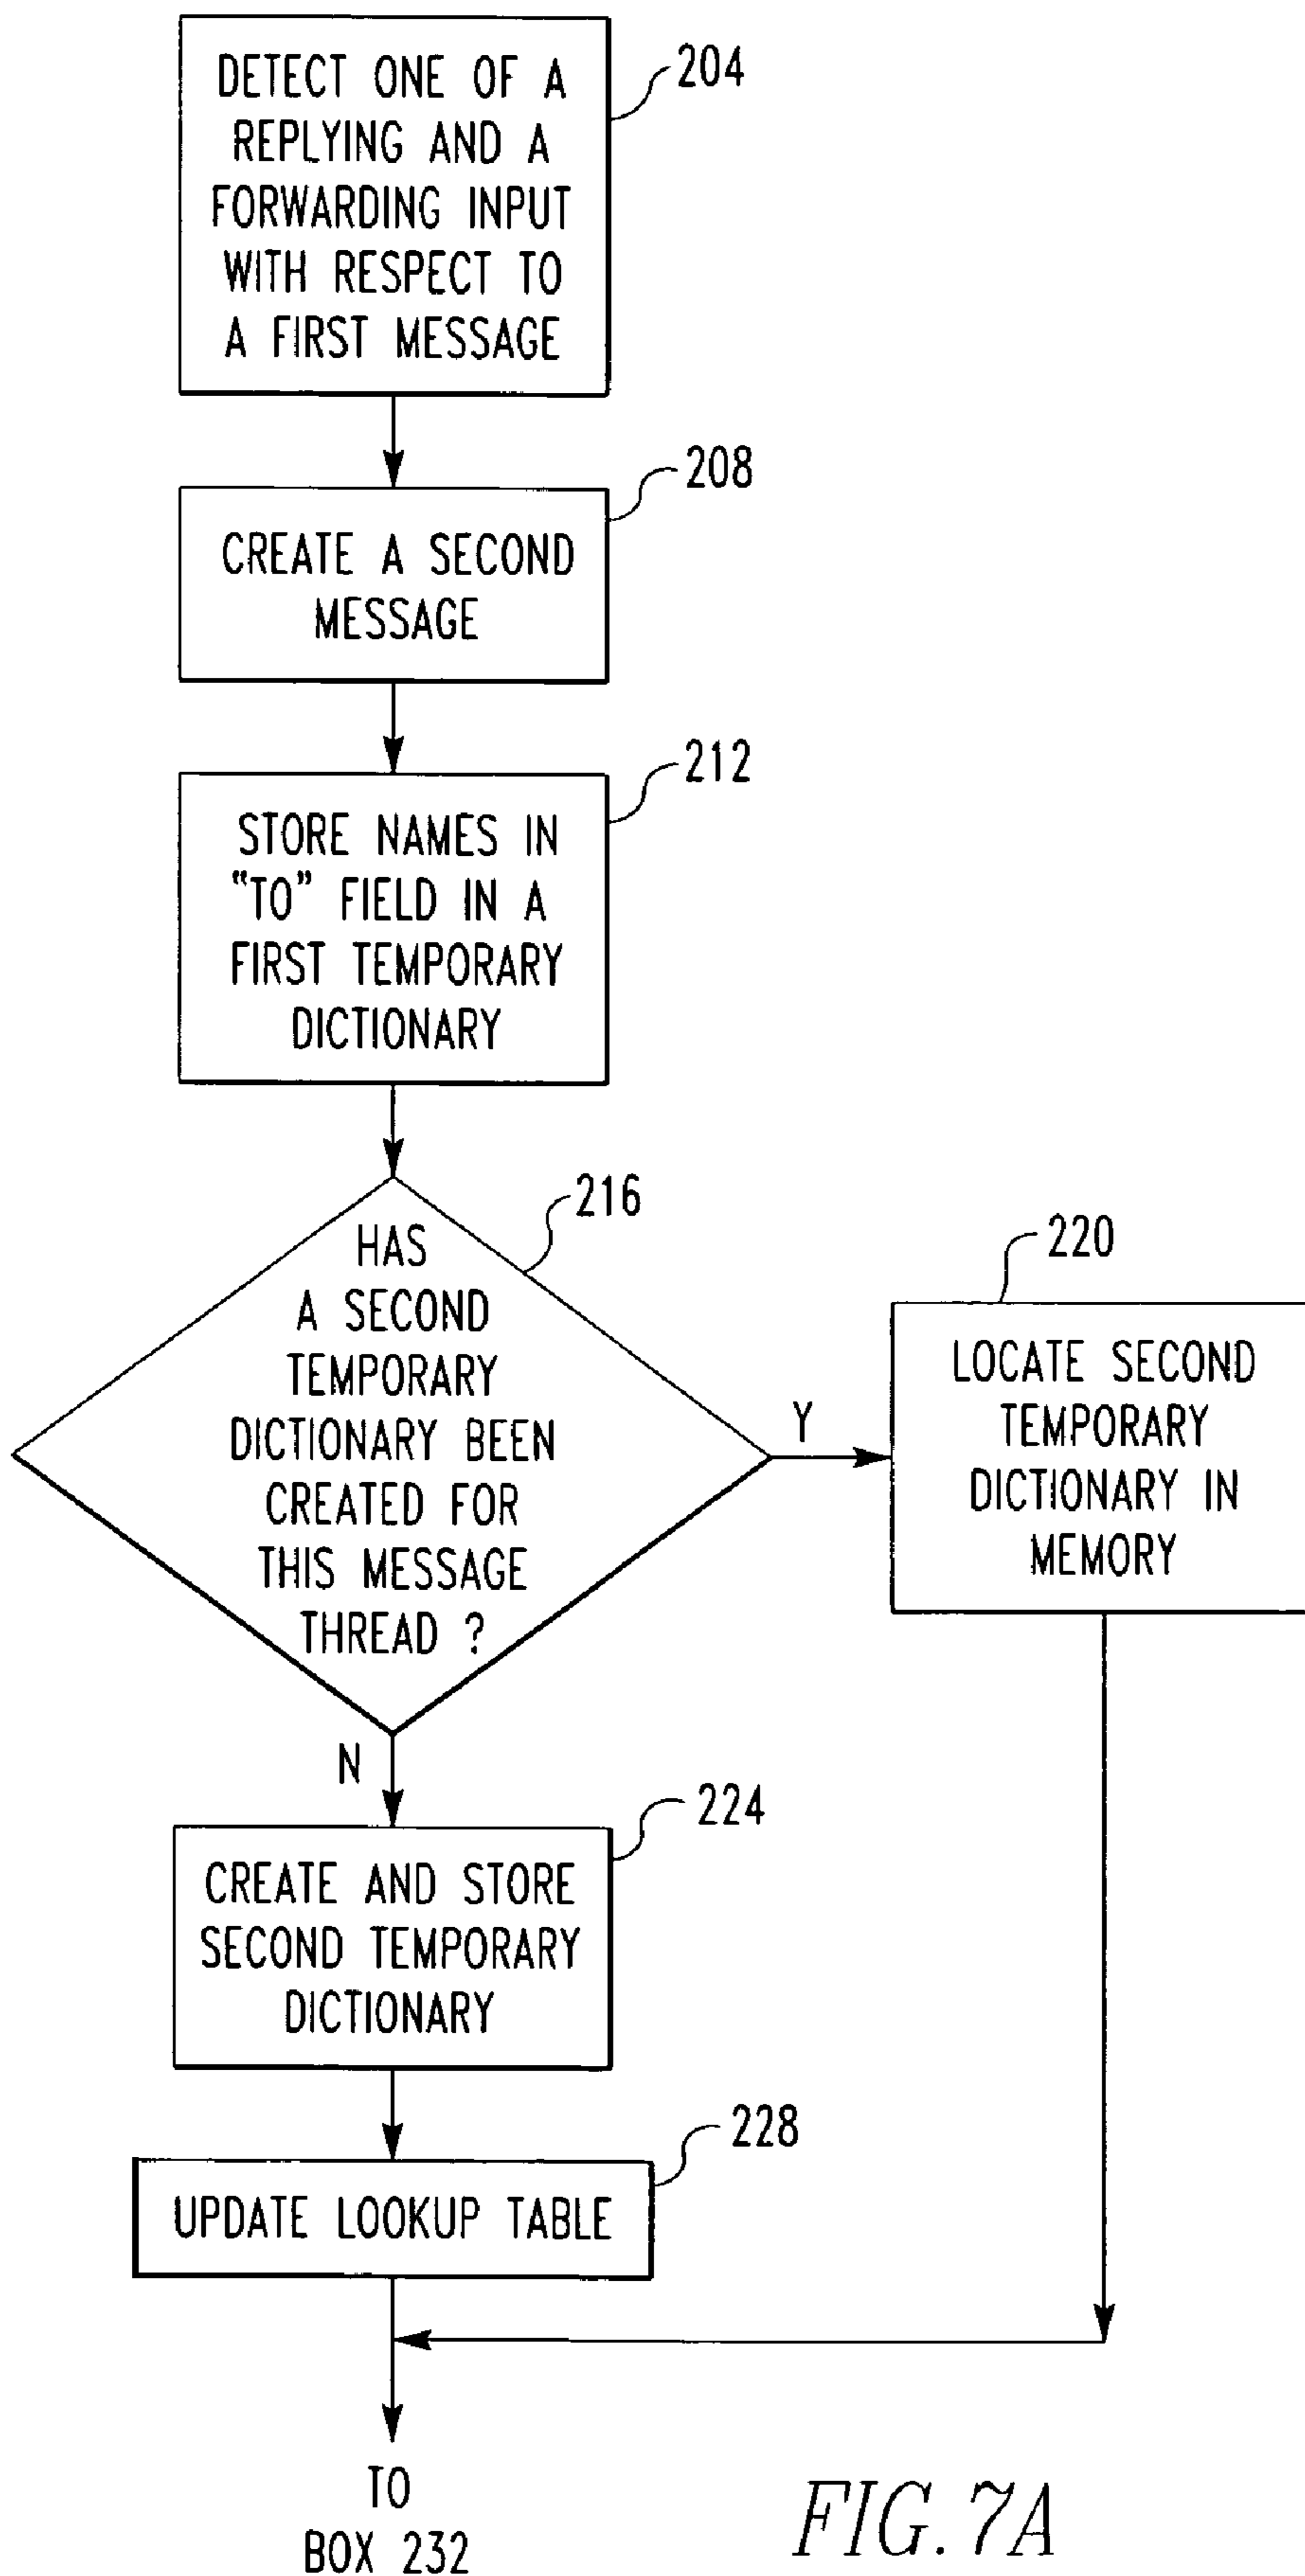 DETECT ONE OF A
REPLYING AND A
FORWARDING INPUT
WITH RESPECT TO
A FIRST MESSAGE
204
CREATE A SECOND
MESSAGE
208
STORE NAMES IN
“TO” FIELD IN A
FIRST TEMPORARY
DICTIONARY
212
HAS
A SECOND
TEMPORARY
DICTIONARY BEEN
CREATED FOR
THIS MESSAGE
THREAD ?
216
Y
LOCATE SECOND
TEMPORARY
DICTIONARY IN
MEMORY
220
N
CREATE AND STORE
SECOND TEMPORARY
DICTIONARY
224
UPDATE LOOKUP TABLE
228
TO
BOX 232
FIG. 7A